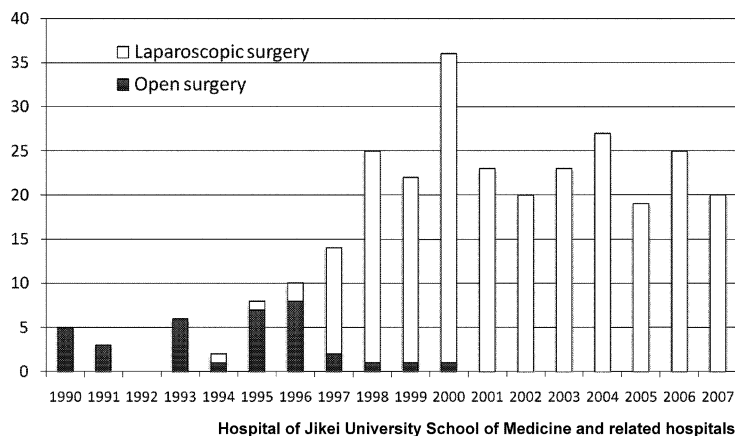 40
35
30
25
20
15
10
5
0
Laparoscopic surgery
Open surgery
1990 1991 1992 1993 1994 1995 1996 1997 1998 1999 2000 2001 2002 2003 2004 2005 2006 2007
Hospital of Jikei University School of Medicine and related hospitals